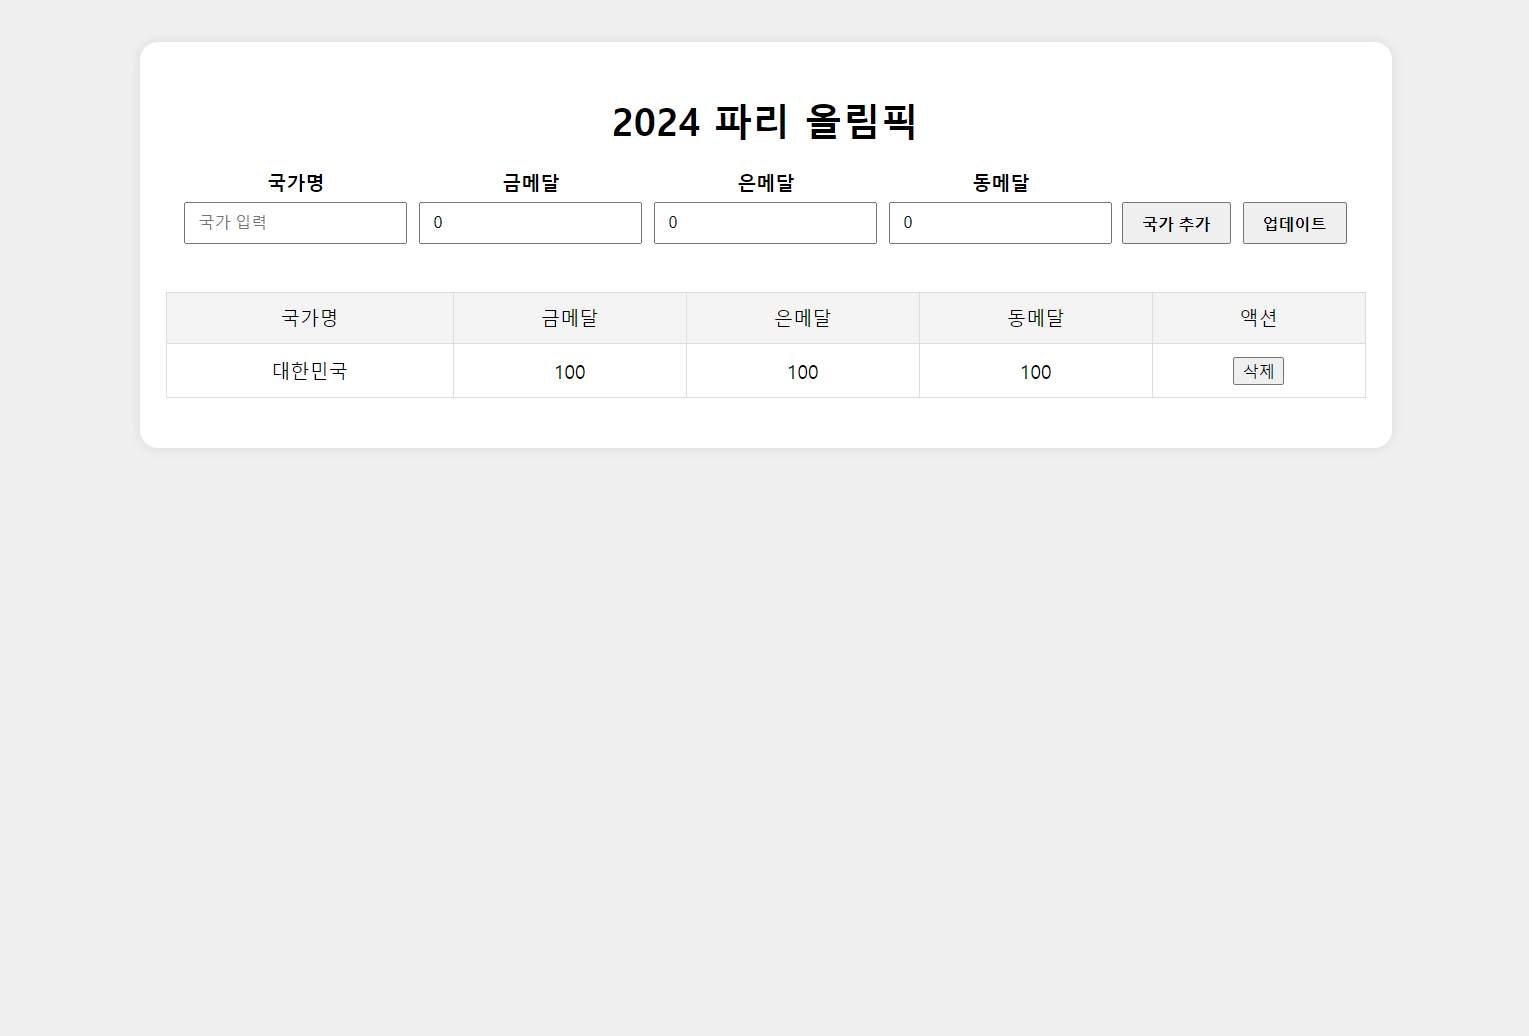 2024 파리 올림픽
국가명 금메달 은메달 동메달
국가 입력 0 0 0 국가 추가 업데이트
국가명 금메달 은메달 동메달 액션
대한민국 100 100 100 삭제